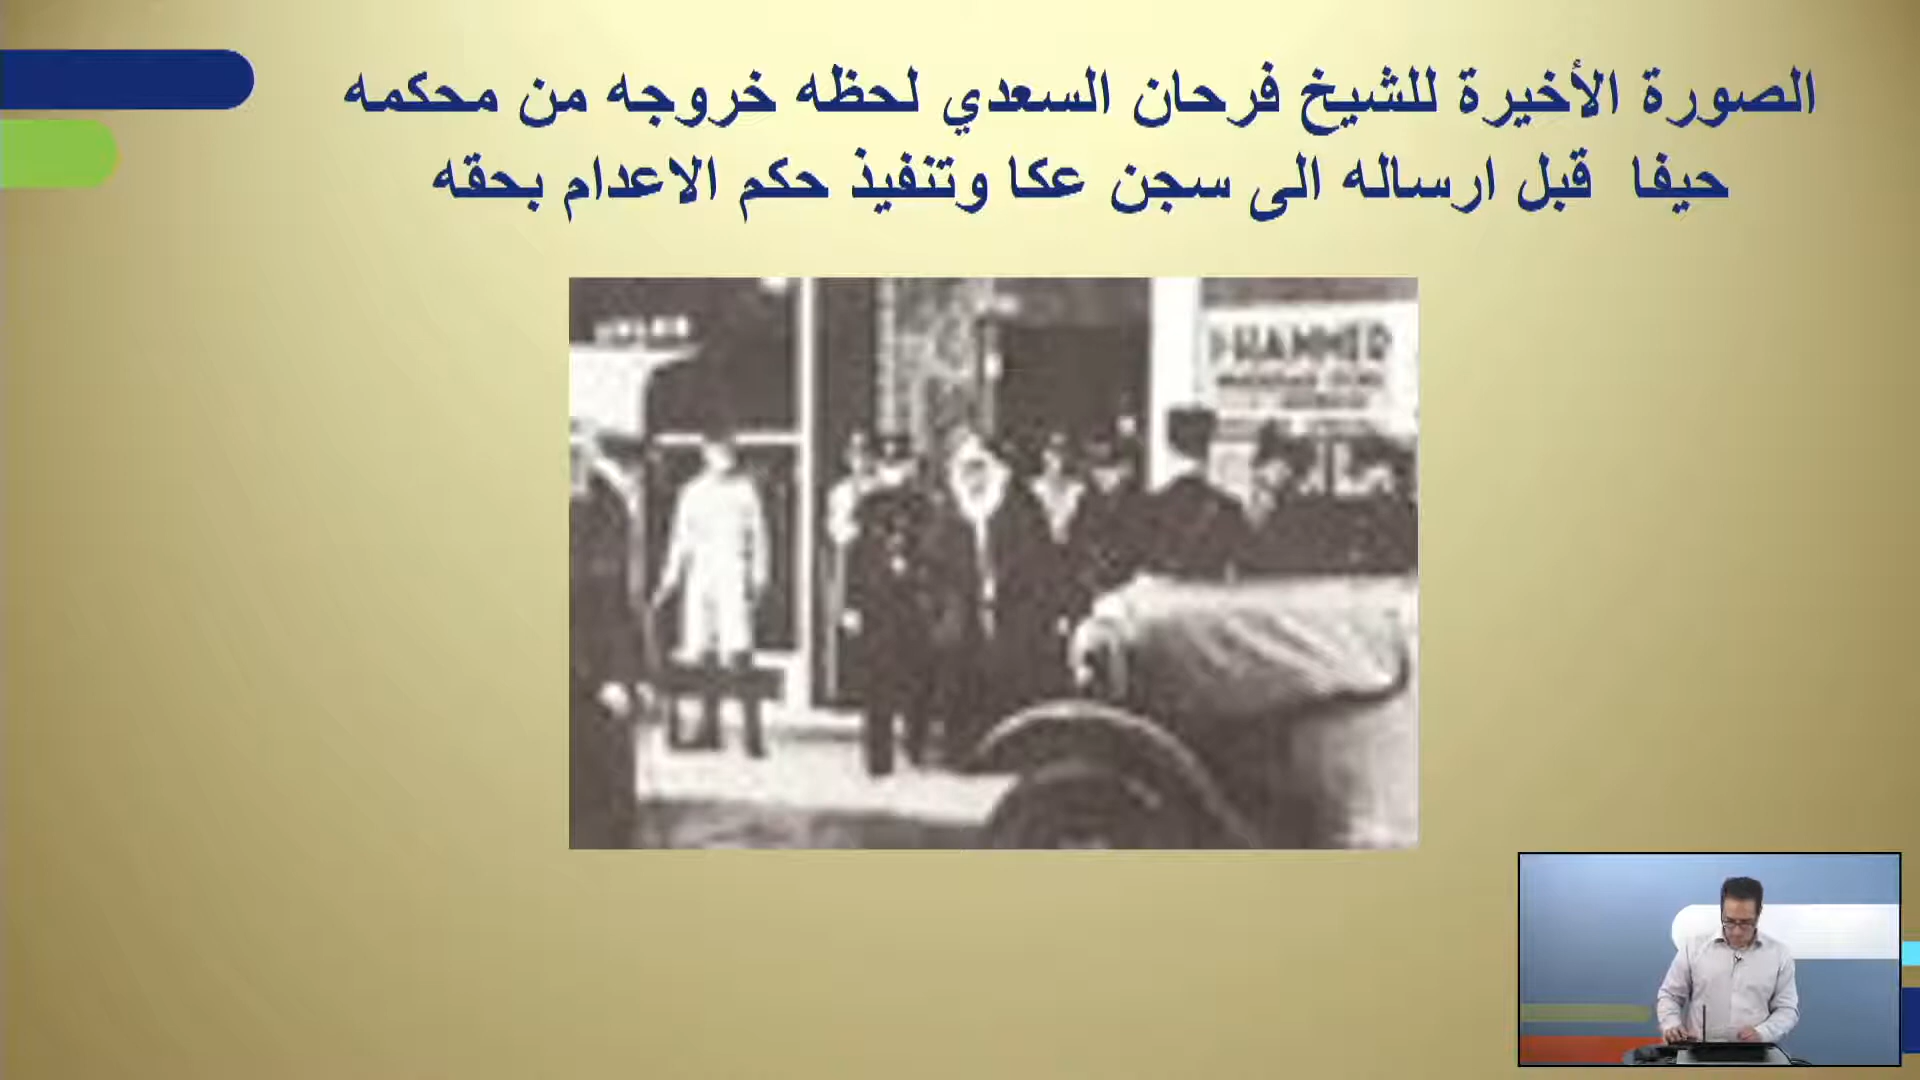 الصورة الأخيرة للشيخ فرحان السعدي لحظه خروجه من محكمه
حيفا قبل ارساله الى سجن عكا وتنفيذ حكم الاعدام بحقه
HAMMER